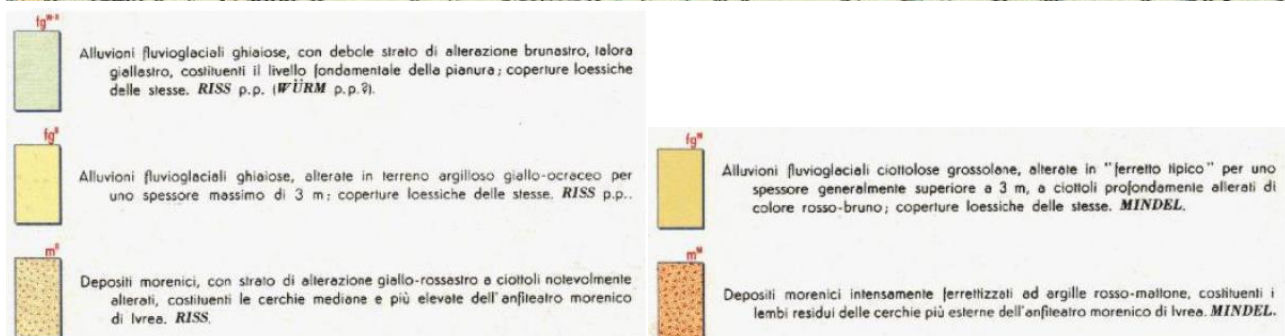 fgᵂ⁻ᴿ
Alluvioni fluvioglaciali ghiaiose, con debole strato di alterazione brunastro, talora
giallastro, costituenti il livello fondamentale della pianura; coperture loessiche
delle stesse. RISS p.p. (WÜRM p.p.?).
fgᴿ
Alluvioni fluvioglaciali ghiaiose, alterate in terreno argilloso giallo-ocraceo per
uno spessore massimo di 3 m; coperture loessiche delle stesse. RISS p.p..
mᴿ
Depositi morenici, con strato di alterazione giallo-rossastro a ciottoli notevolmente
alterati, costituenti le cerchie mediane e più elevate dell'anfiteatro morenico
di Ivrea. RISS.
fgᴹ
Alluvioni fluvioglaciali ciottolose grossolane, alterate in "ferretto tipico" per uno
spessore generalmente superiore a 3 m, a ciottoli profondamente alterati di
colore rosso-bruno; coperture loessiche delle stesse. MINDEL.
mᴹ
Depositi morenici intensamente ferrettizzati ad argille rosso-mattone, costituenti i
lembi residui delle cerchie più esterne dell'anfiteatro morenico di Ivrea. MINDEL.